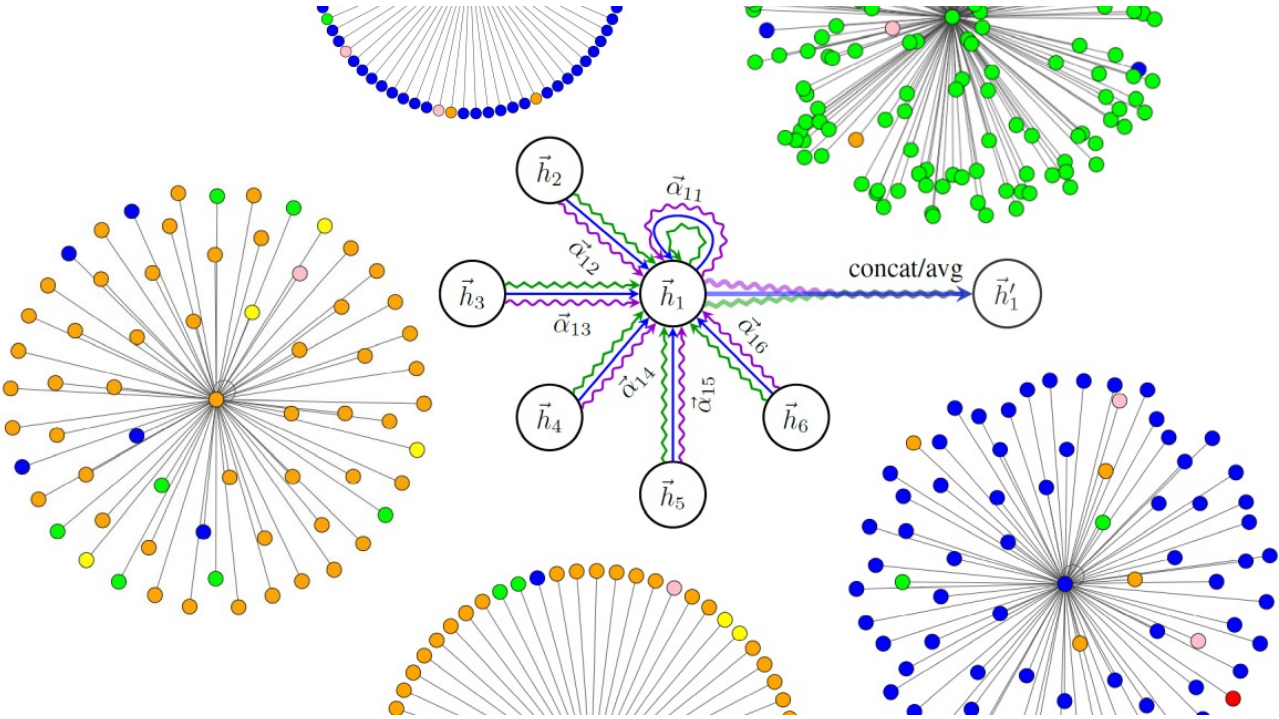 h⃗₂
α⃗₁₁
α⃗₁₂
concat/avg
h⃗₃
h⃗₁
h⃗′₁
α⃗₁₃
α⃗₁₆
α⃗₁₄
α⃗₁₅
h⃗₄
h⃗₆
h⃗₅